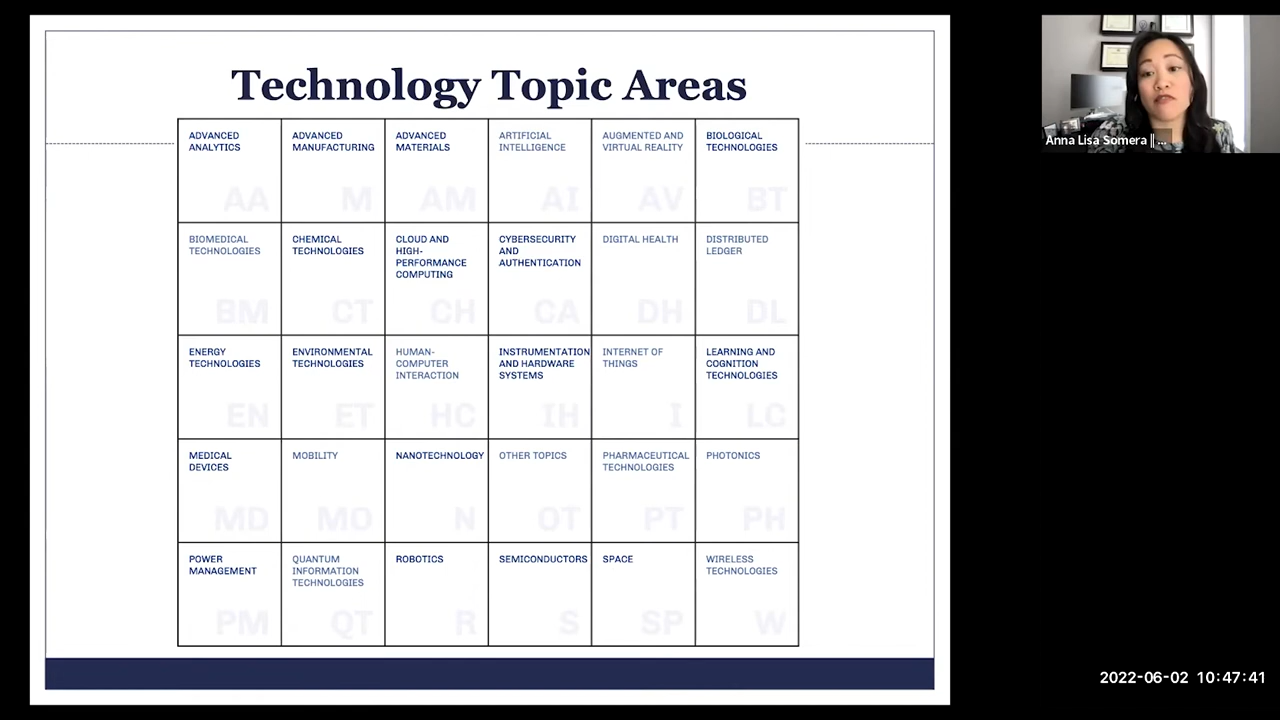 Technology Topic Areas
ADVANCED
ANALYTICS
AA
ADVANCED
MANUFACTURING
M
ADVANCED
MATERIALS
AM
ARTIFICIAL
INTELLIGENCE
AI
AUGMENTED AND
VIRTUAL REALITY
AV
BIOLOGICAL
TECHNOLOGIES
BT
BIOMEDICAL
TECHNOLOGIES
BM
CHEMICAL
TECHNOLOGIES
CT
CLOUD AND
HIGH-
PERFORMANCE
COMPUTING
CH
CYBERSECURITY
AND
AUTHENTICATION
CA
DIGITAL HEALTH
DH
DISTRIBUTED
LEDGER
DL
ENERGY
TECHNOLOGIES
EN
ENVIRONMENTAL
TECHNOLOGIES
ET
HUMAN-
COMPUTER
INTERACTION
HC
INSTRUMENTATION
AND HARDWARE
SYSTEMS
IH
INTERNET OF
THINGS
I
LEARNING AND
COGNITION
TECHNOLOGIES
LC
MEDICAL
DEVICES
MD
MOBILITY
MO
NANOTECHNOLOGY
N
OTHER TOPICS
OT
PHARMACEUTICAL
TECHNOLOGIES
PT
PHOTONICS
PH
POWER
MANAGEMENT
PM
QUANTUM
INFORMATION
TECHNOLOGIES
QT
ROBOTICS
R
SEMICONDUCTORS
S
SPACE
SP
WIRELESS
TECHNOLOGIES
W
Anna Lisa Somera || ...
2022-06-02 10:47:41